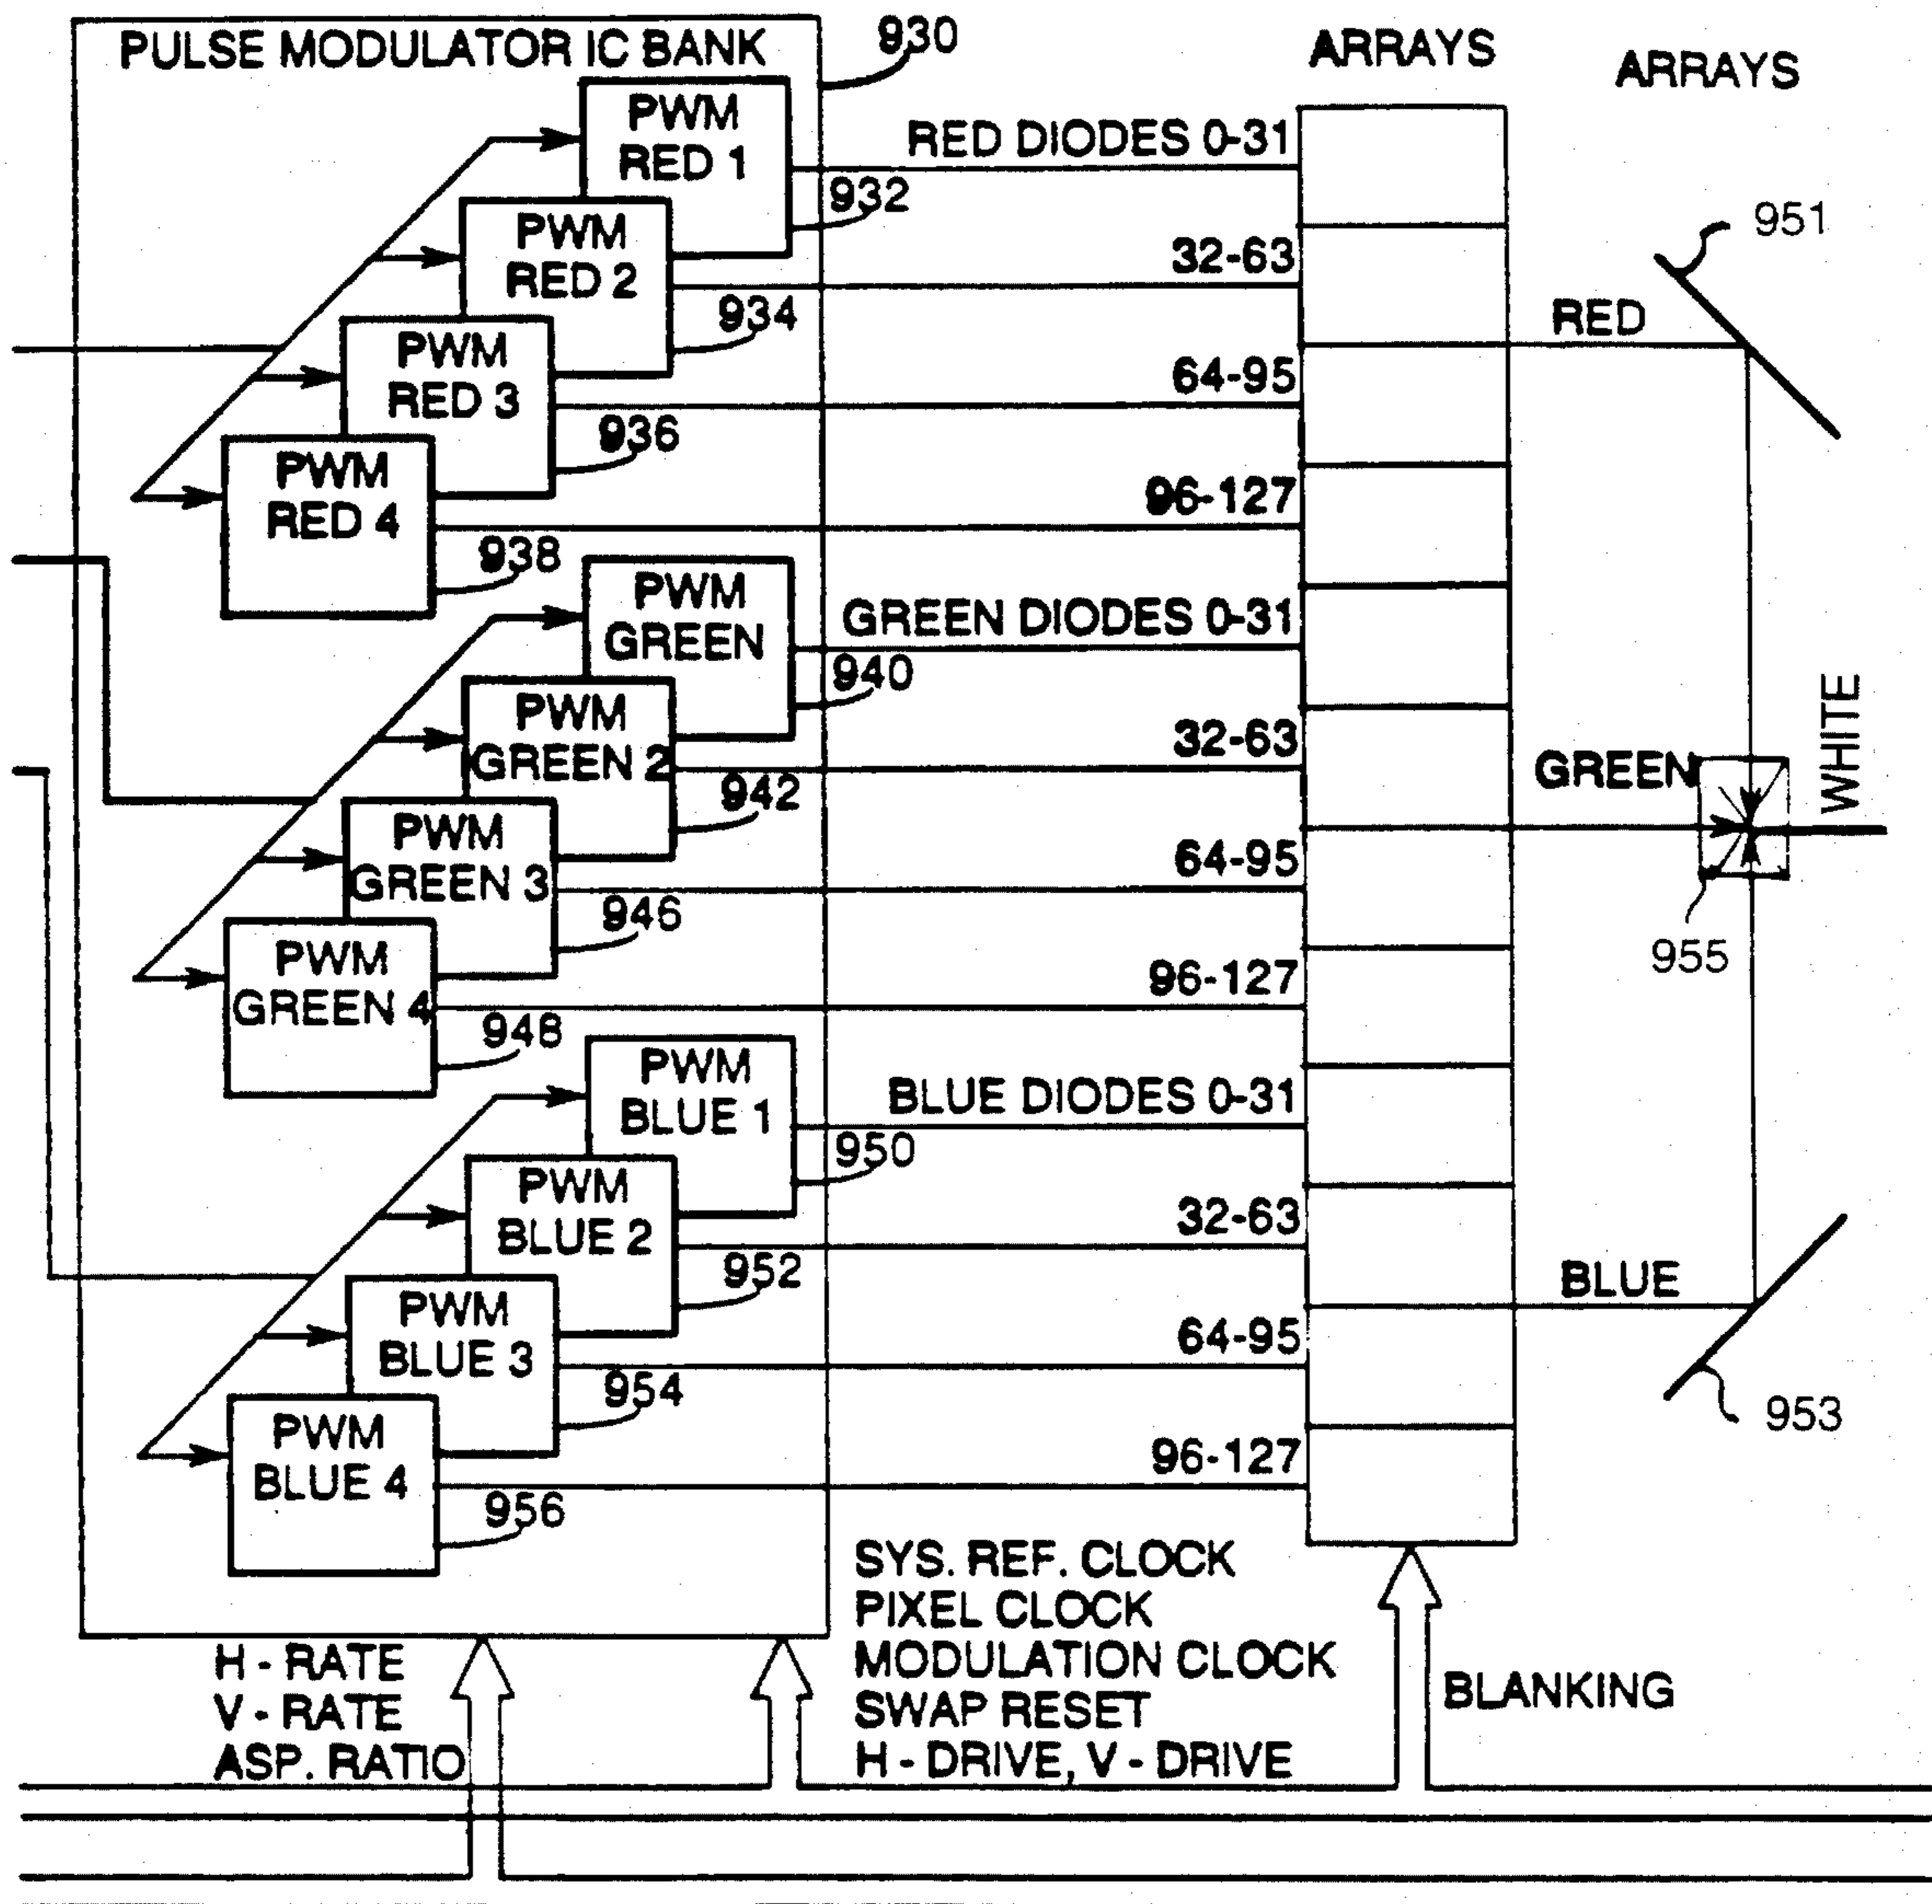 PULSE MODULATOR IC BANK
930
ARRAYS
ARRAYS
PWM
RED 1
RED DIODES 0-31
932
951
PWM
RED 2
32-63
934
RED
PWM
RED 3
64-95
936
PWM
RED 4
96-127
938
PWM
GREEN
GREEN DIODES 0-31
940
PWM
GREEN 2
32-63
942
GREEN
WHITE
PWM
GREEN 3
64-95
946
955
PWM
GREEN 4
96-127
948
PWM
BLUE 1
BLUE DIODES 0-31
950
PWM
BLUE 2
32-63
952
BLUE
PWM
BLUE 3
64-95
954
953
PWM
BLUE 4
96-127
956
SYS. REF. CLOCK
PIXEL CLOCK
MODULATION CLOCK
SWAP RESET
H - DRIVE, V - DRIVE
H - RATE
V - RATE
ASP. RATIO
BLANKING